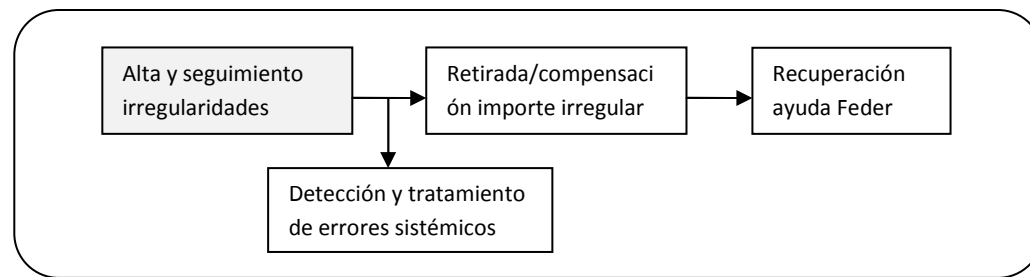 Alta y seguimiento
irregularidades
Retirada/compensaci
ón importe irregular
Recuperación
ayuda Feder
Detección y tratamiento
de errores sistémicos